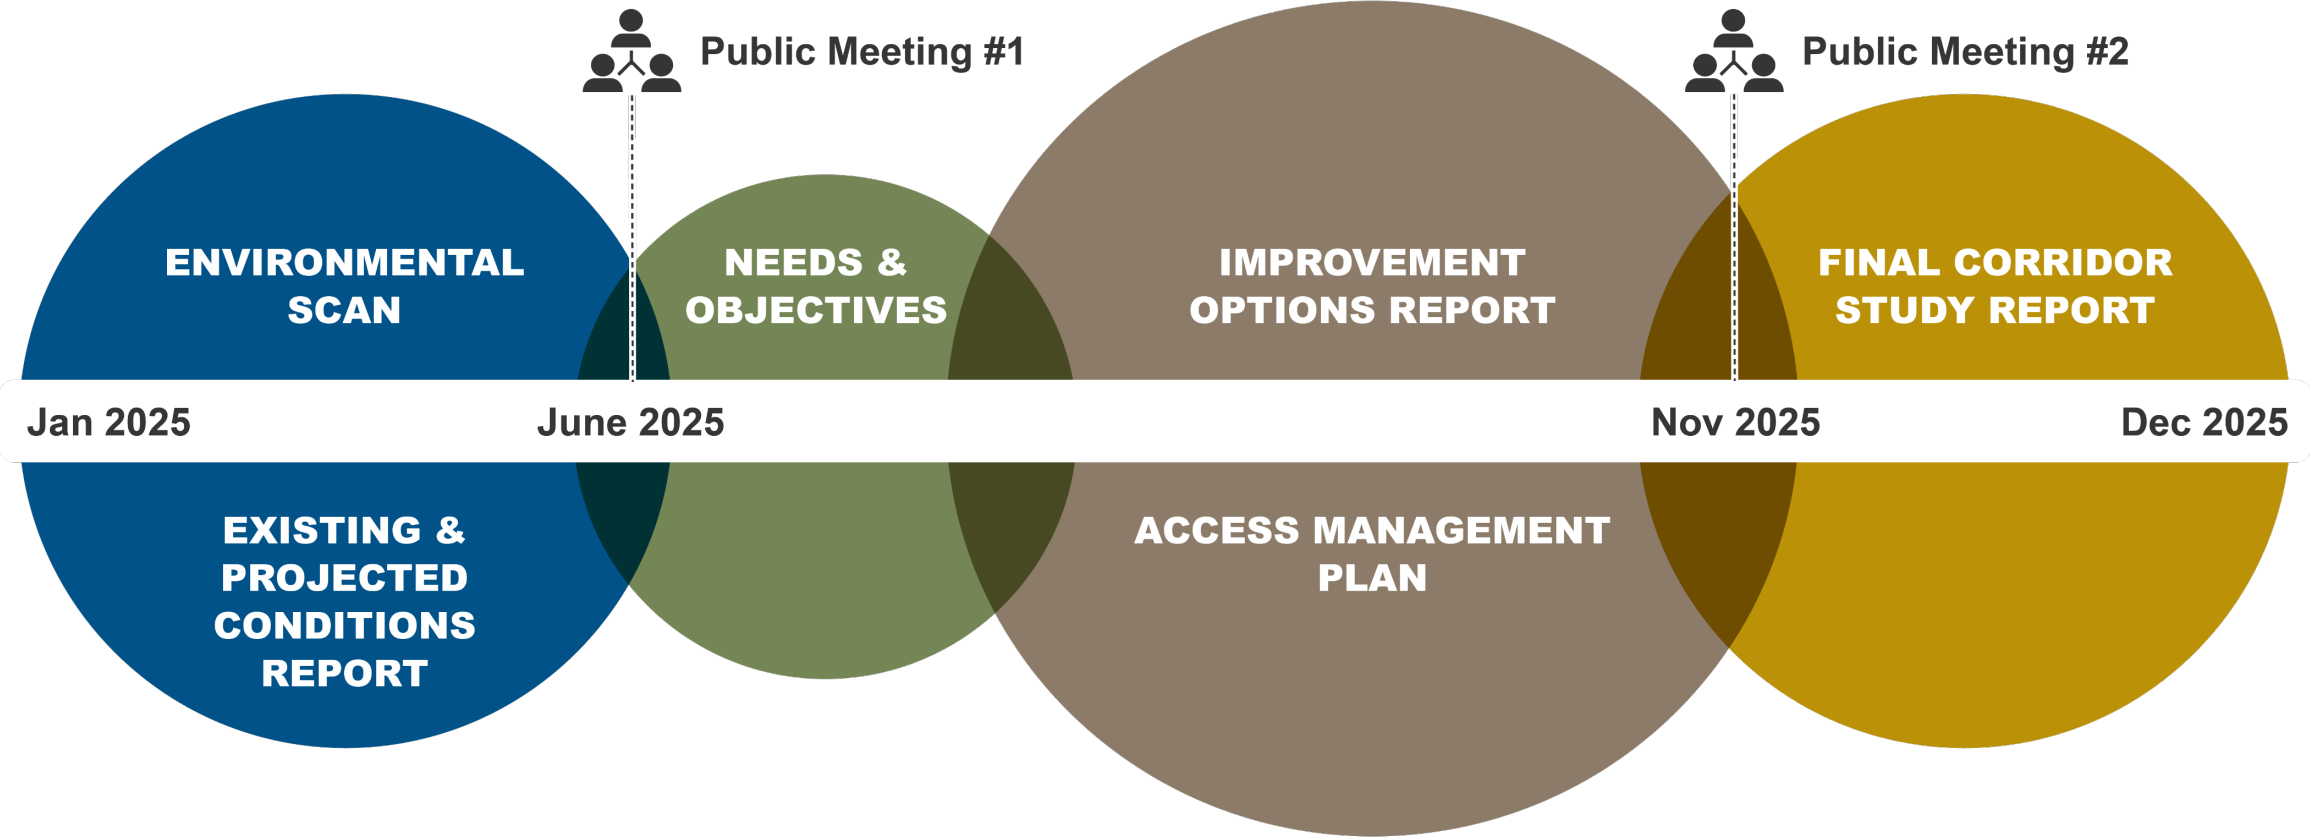 Public Meeting #1
Public Meeting #2
ENVIRONMENTAL
SCAN
NEEDS &
OBJECTIVES
IMPROVEMENT
OPTIONS REPORT
FINAL CORRIDOR
STUDY REPORT
Jan 2025
June 2025
Nov 2025
Dec 2025
EXISTING &
PROJECTED
CONDITIONS
REPORT
ACCESS MANAGEMENT
PLAN